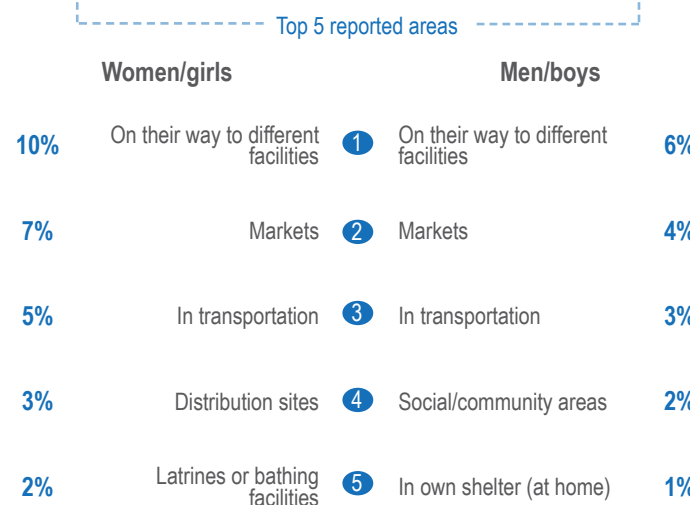 Top 5 reported areas
Women/girls Men/boys
10% On their way to different 1 On their way to different 6%
facilities facilities
7% Markets 2 Markets 4%
5% In transportation 3 In transportation 3%
3% Distribution sites 4 Social/community areas 2%
2% Latrines or bathing 5 In own shelter (at home) 1%
facilities